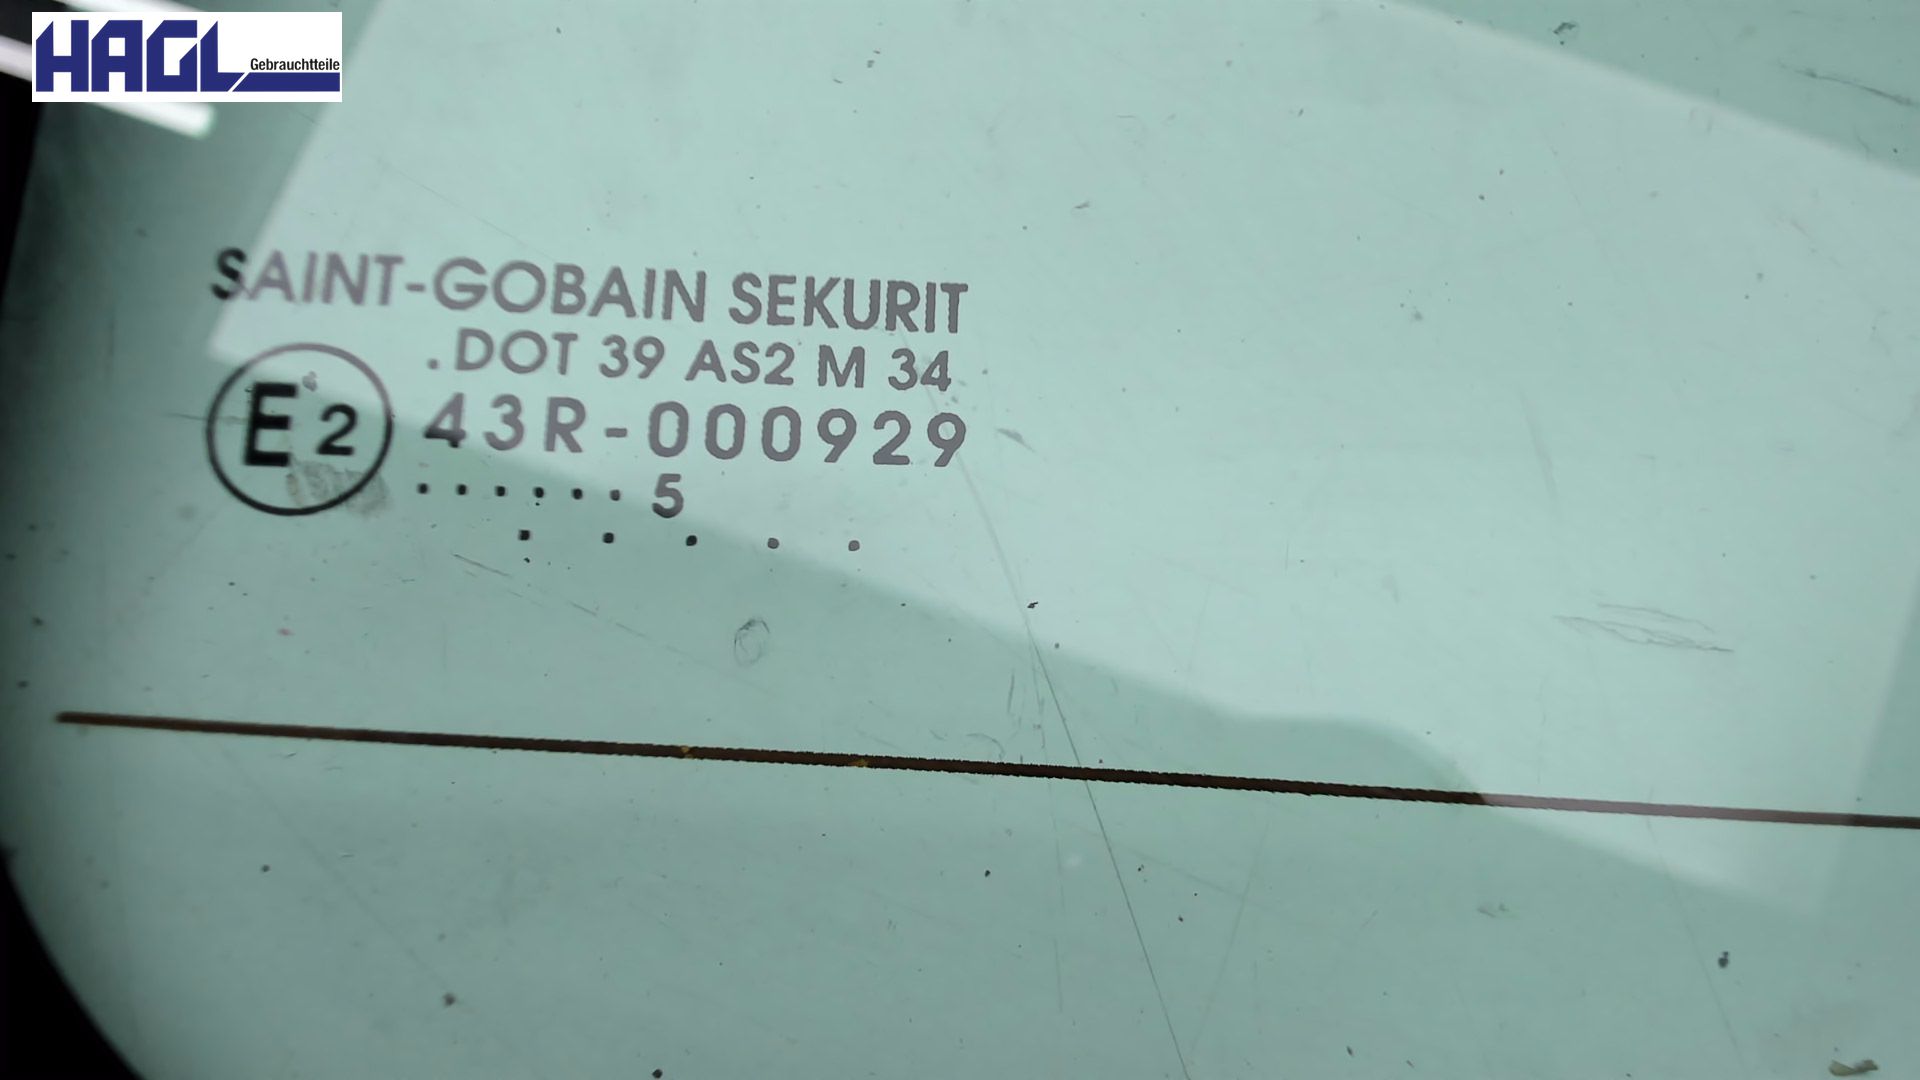 HAGL
Gebrauchtteile
SAINT-GOBAIN SEKURIT
.DOT 39 AS2 M 34
E2 43R-000929
...... 5
. . . . .